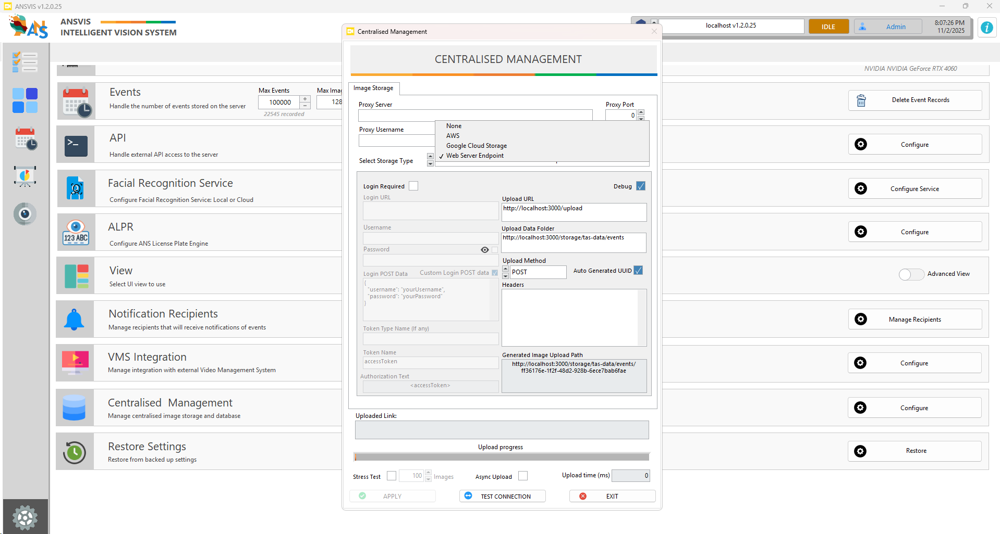 ANSVIS v1.2.0.25
ANS
ANSVIS
INTELLIGENT VISION SYSTEM
localhost v1.2.0.25
IDLE
Admin
8:07:26 PM
11/2/2025
NVIDIA NVIDIA GeForce RTX 4060
Events
Handle the number of events stored on the server
Max Events
100000
22545 recorded
Max Imag
128
Delete Event Records
API
Handle external API access to the server
Configure
Facial Recognition Service
Configure Facial Recognition Service: Local or Cloud
Configure Service
ALPR
Configure ANS License Plate Engine
123 ABC
Configure
View
Select UI view to use
Advanced View
Notification Recipients
Manage recipients that will receive notifications of events
Manage Recipients
VMS Integration
Manage integration with external Video Management System
Configure
Centralised Management
Manage centralised image storage and database
Configure
Restore Settings
Restore from backed up settings
Restore
Centralised Management
CENTRALISED MANAGEMENT
Image Storage
Proxy Server
Proxy Port
0
Proxy Username
None
AWS
Google Cloud Storage
Web Server Endpoint
Select Storage Type
Login Required
Debug
Login URL
Username
Password
Login POST Data
Custom Login POST data
{
"username": "yourUsername",
"password": "yourPassword"
}
Token Type Name (If any)
Token Name
accessToken
Authorization Text
<accessToken>
Upload URL
http://localhost:3000/upload
Upload Data Folder
http://localhost:3000/storage/tas-data/events
Upload Method
POST
Auto Generated UUID
Headers
Generated Image Upload Path
http://localhost:3000/storage/tas-data/events/
ff36176e-1f2f-48d2-928b-6ece7bab6fae
Uploaded Link:
Upload progress
Stress Test
100
Images
Async Upload
Upload time (ms)
0
APPLY
TEST CONNECTION
EXIT